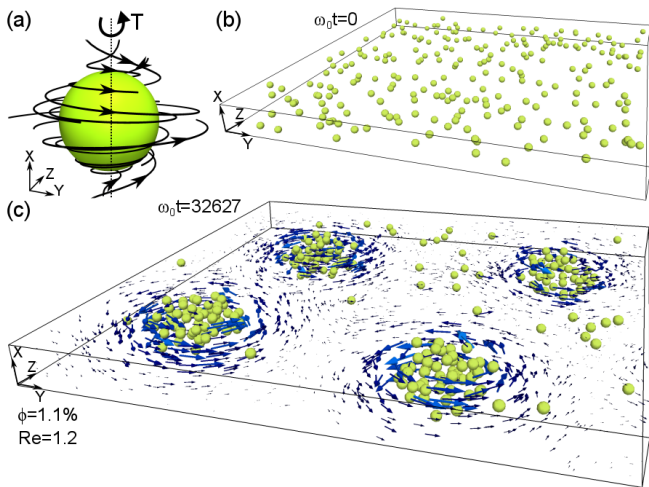 (a)
T
X
Z
Y
(b)
ω₀t=0
X
Z
Y
(c)
ω₀t=32627
X
Z
Y
ϕ=1.1%
Re=1.2